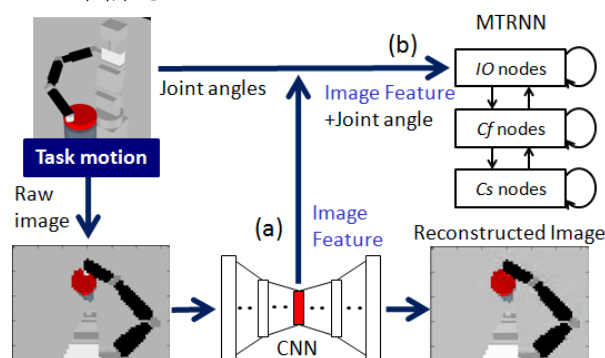 MTRNN
(b)
IO nodes
Joint angles
Image Feature
+Joint angle
Cf nodes
Task motion
Cs nodes
Raw
image
(a)
Image
Feature
Reconstructed Image
CNN